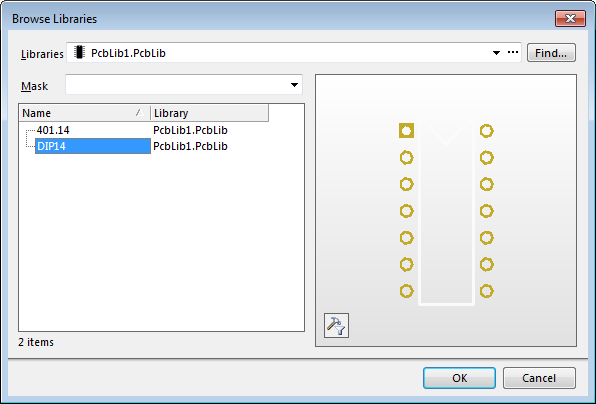 Browse Libraries
Libraries PcbLib1.PcbLib ... Find...
Mask
Name Library
401.14 PcbLib1.PcbLib
DIP14 PcbLib1.PcbLib
2 items
OK Cancel